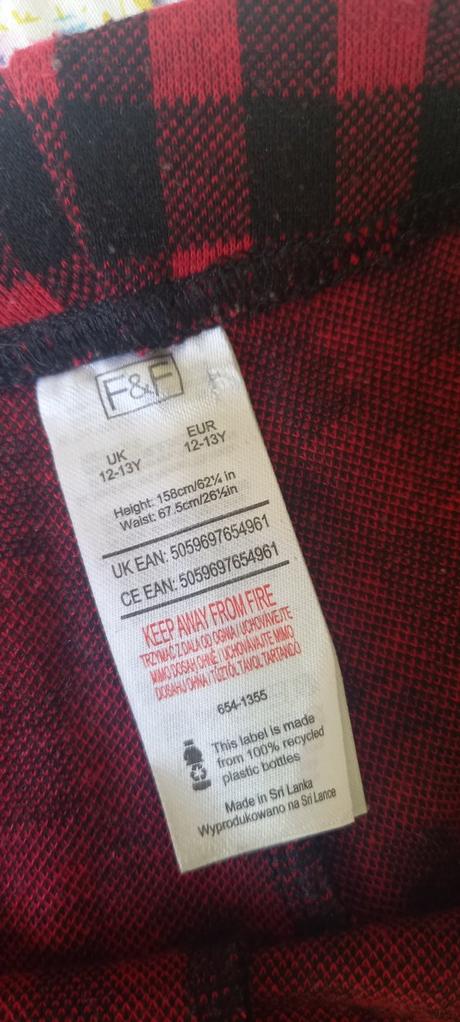 F&F
UK EUR
12-13Y 12-13Y
Height: 158cm/62¼ in
Waist: 67.5cm/26½in
UK EAN: 5059697654961
CE EAN: 5059697654961
KEEP AWAY FROM FIRE
TRZYMAĆ Z DALA OD OGNIA / UCHOVÁVEJTE
MIMO DOSAH OHNĚ / UCHOVÁVAJTE MIMO
DOSAHU OHŇA / TŰZTŐL TÁVOL TARTANDÓ
654-1355
This label is made
from 100% recycled
plastic bottles
Made in Sri Lanka
Wyprodukowano na Sri Lance